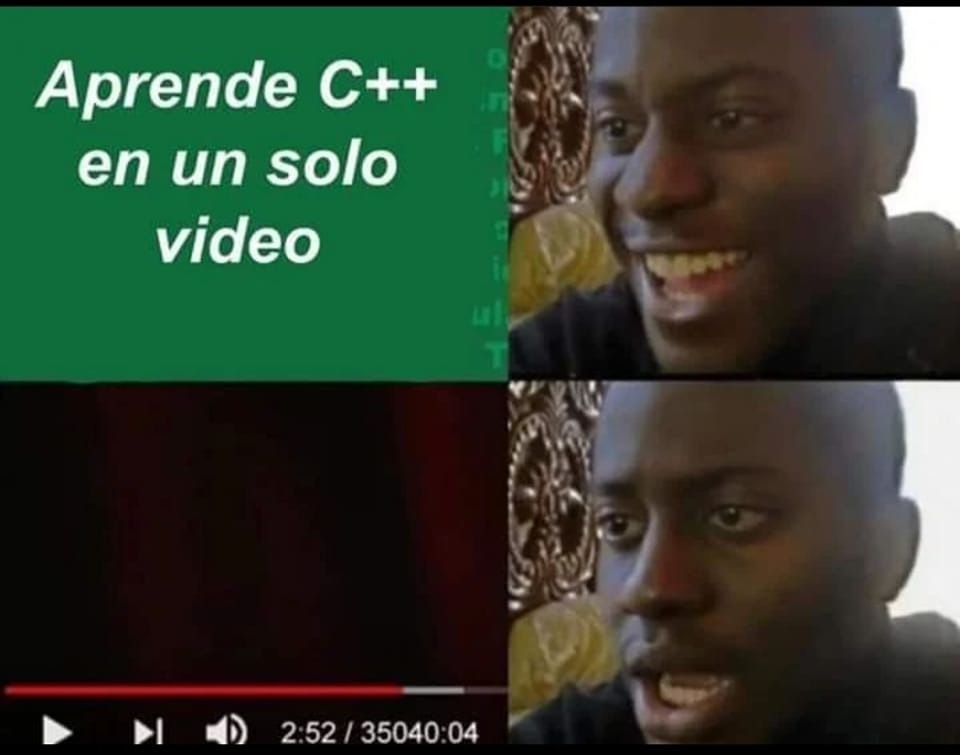 Aprende C++
en un solo
video
2:52 / 35040:04